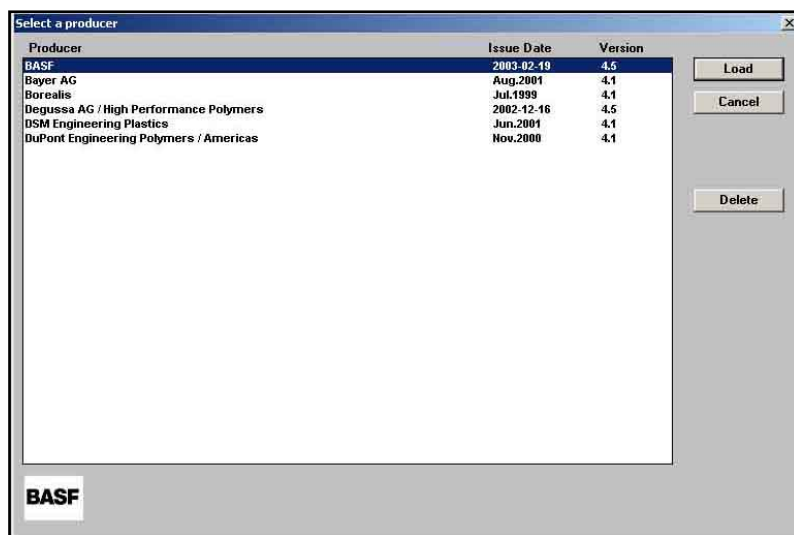 Select a producer
Producer Issue Date Version
BASF 2003-02-19 4.5
Bayer AG Aug.2001 4.1
Borealis Jul.1999 4.1
Degussa AG / High Performance Polymers 2002-12-16 4.5
DSM Engineering Plastics Jun.2001 4.1
DuPont Engineering Polymers / Americas Nov.2000 4.1
Load
Cancel
Delete
BASF